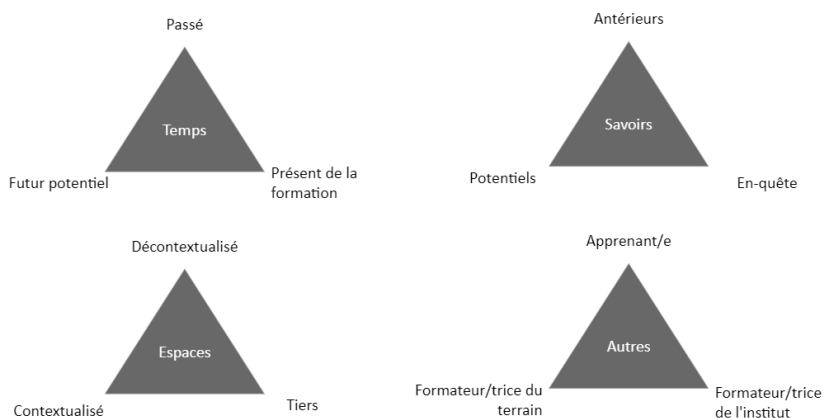 Passé
Temps
Futur potentiel
Présent de la
formation
Antérieurs
Savoirs
Potentiels
En-quête
Décontextualisé
Espaces
Contextualisé
Tiers
Apprenant/e
Autres
Formateur/trice du
terrain
Formateur/trice
de l'institut